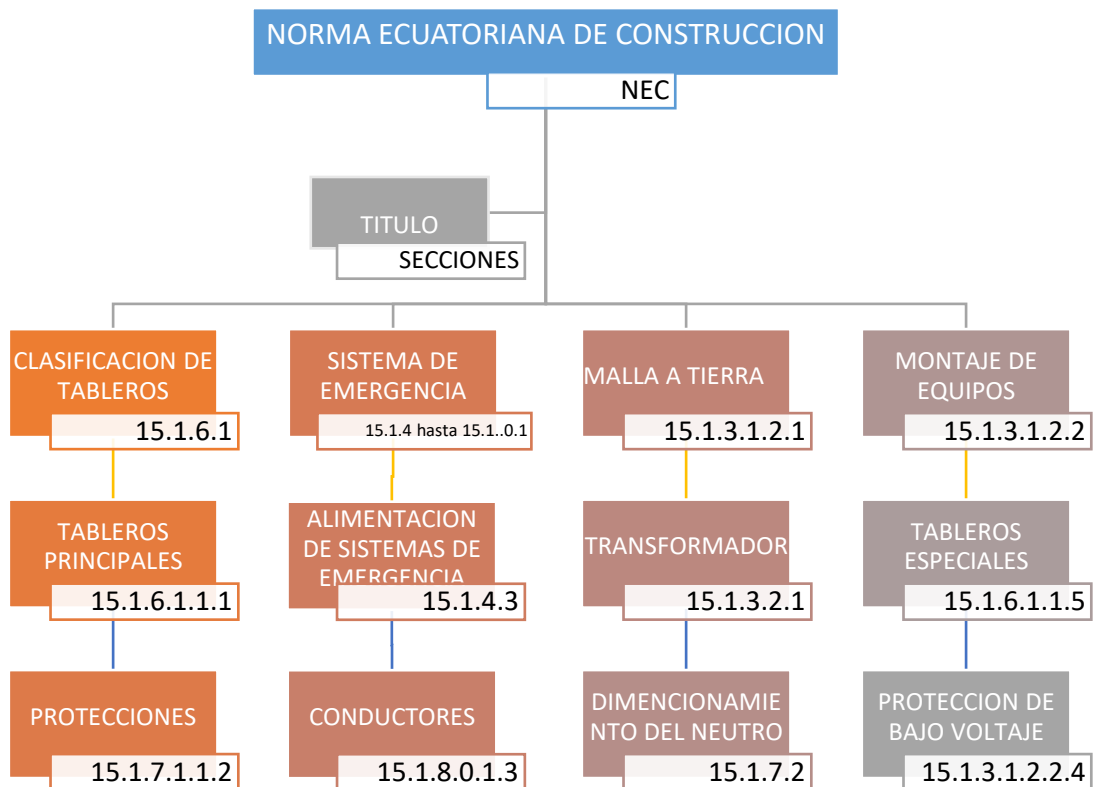 NORMA ECUATORIANA DE CONSTRUCCION
NEC
TITULO
SECCIONES
CLASIFICACION DE
TABLEROS
15.1.6.1
SISTEMA DE
EMERGENCIA
15.1.4 hasta 15.1..0.1
MALLA A TIERRA
15.1.3.1.2.1
MONTAJE DE
EQUIPOS
15.1.3.1.2.2
TABLEROS
PRINCIPALES
15.1.6.1.1.1
ALIMENTACION
DE SISTEMAS DE
EMERGENCIA
15.1.4.3
TRANSFORMADOR
15.1.3.2.1
TABLEROS
ESPECIALES
15.1.6.1.1.5
PROTECCIONES
15.1.7.1.1.2
CONDUCTORES
15.1.8.0.1.3
DIMENCIONAMIE
NTO DEL NEUTRO
15.1.7.2
PROTECCION DE
BAJO VOLTAJE
15.1.3.1.2.2.4